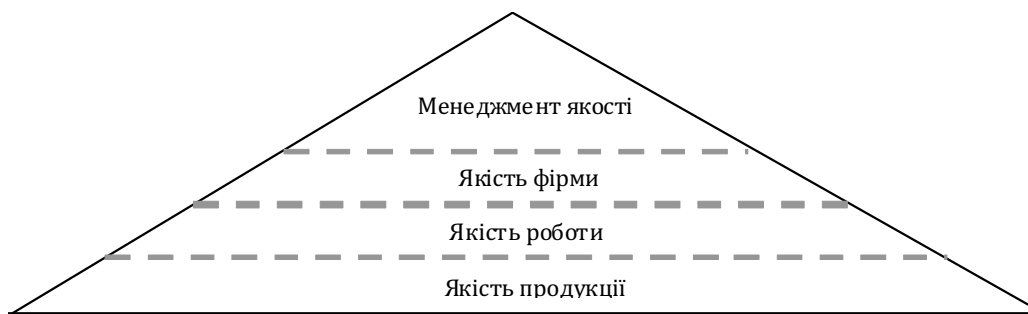 Менеджмент якості
Якість фірми
Якість роботи
Якість продукції